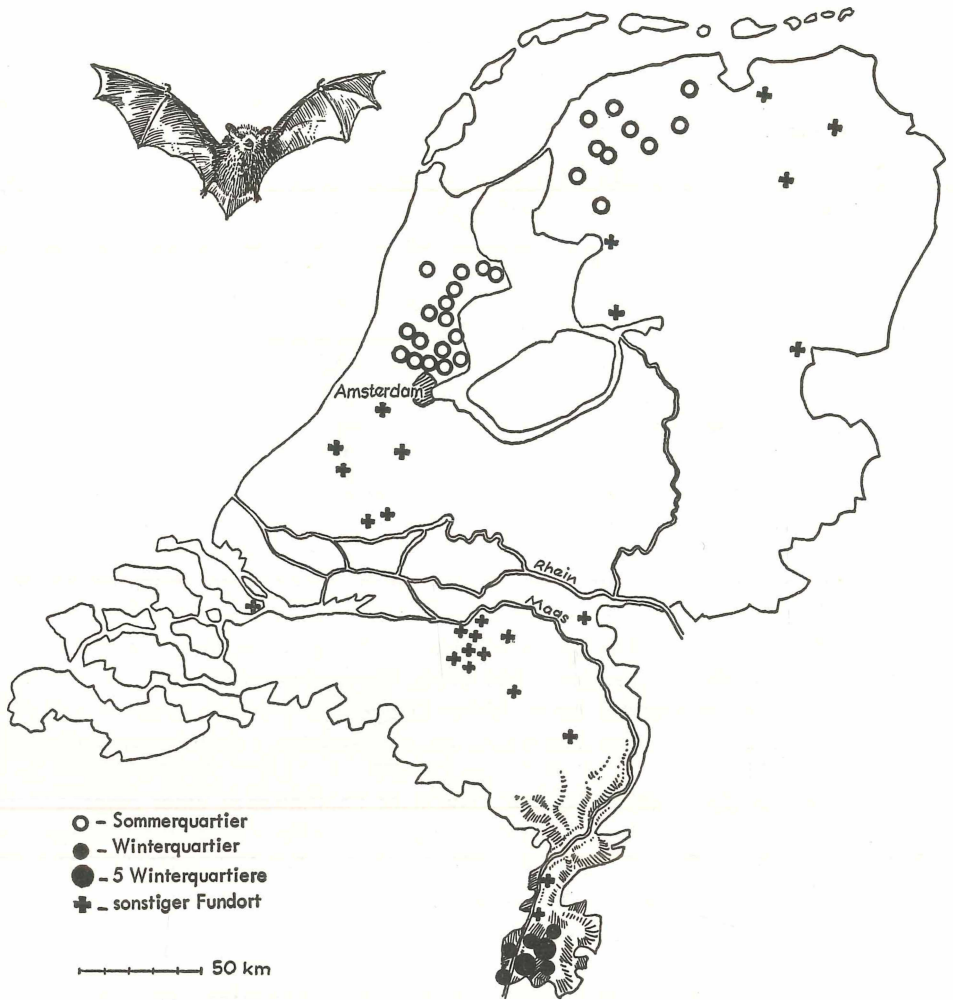 Amsterdam
Rhein
Maas
- Sommerquartier
- Winterquartier
- 5 Winterquartiere
- sonstiger Fundort
50 km